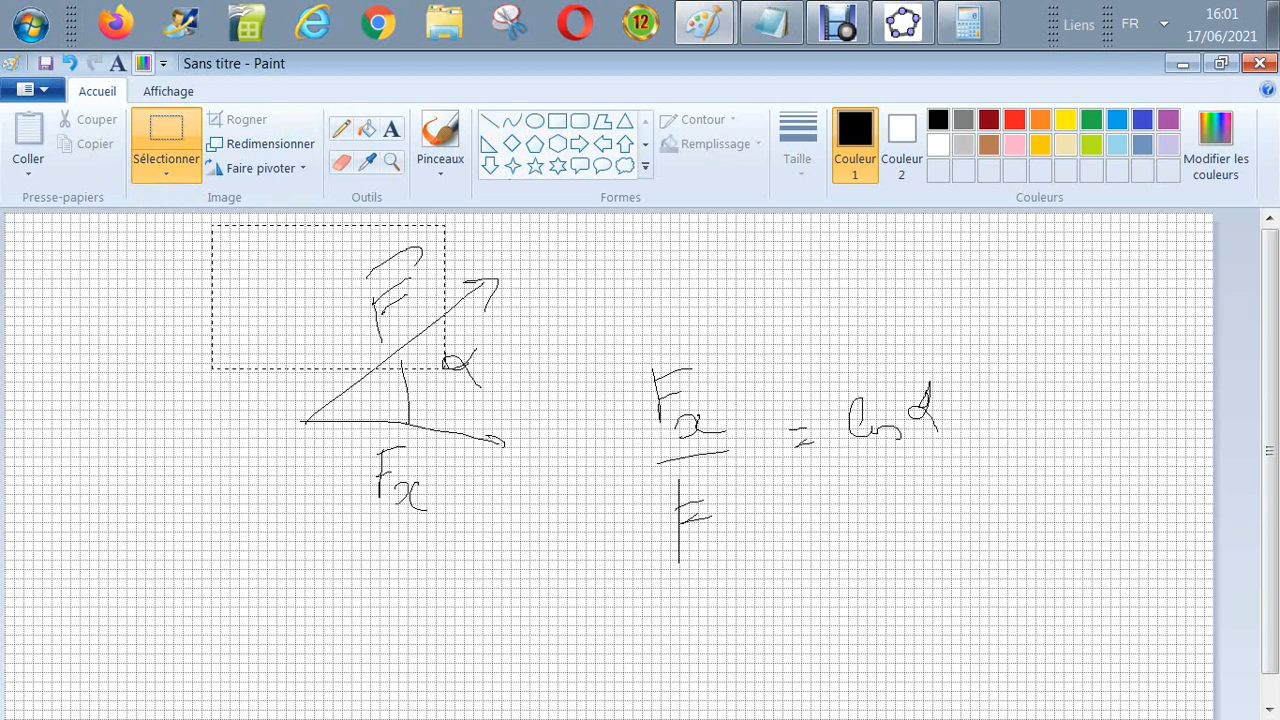 12
Liens
FR
16:01
17/06/2021
Sans titre - Paint
Accueil
Affichage
Coller
Couper
Copier
Presse-papiers
Sélectionner
Rogner
Redimensionner
Faire pivoter
Image
Outils
Pinceaux
Contour
Remplissage
Formes
Taille
Couleur 1
Couleur 2
Modifier les couleurs
Couleurs
F
α
Fx
Fx
F
= Cos α